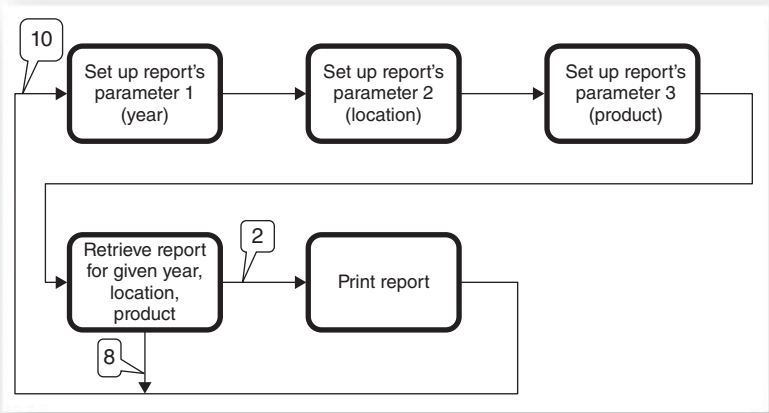 10
Set up report's
parameter 1
(year)
Set up report's
parameter 2
(location)
Set up report's
parameter 3
(product)
Retrieve report
for given year,
location,
product
2
Print report
8